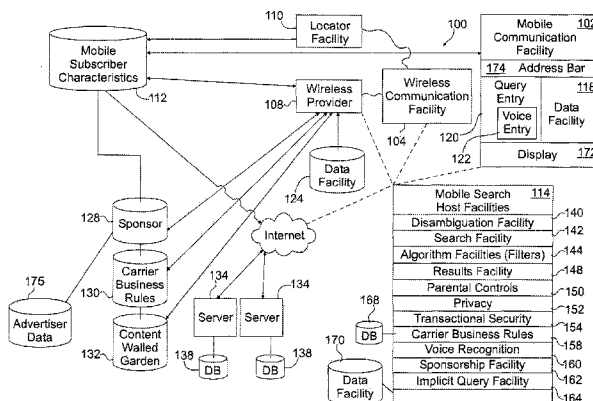 110
Locator
Facility
100
Mobile 102
Communication
Facility
174 Address Bar
Query
Entry
118
Data
Facility
Voice
Entry
120
122
Display 172
Mobile
Subscriber
Characteristics
112
Wireless
Provider
108
Wireless
Communication
Facility
104
Data
Facility
124
128
Sponsor
Internet
175
Advertiser
Data
130
Carrier
Business
Rules
132
Content
Walled
Garden
134
134
Server
Server
138
DB
DB
138
Mobile Search 114
Host Facilities
140
Disambiguation Facility
142
Search Facility
144
Algorithm Facilities (Filters)
148
Results Facility
150
Parental Controls
152
Privacy
154
Transactional Security
158
Carrier Business Rules
160
Voice Recognition
162
Sponsorship Facility
164
Implicit Query Facility
168
DB
170
Data
Facility